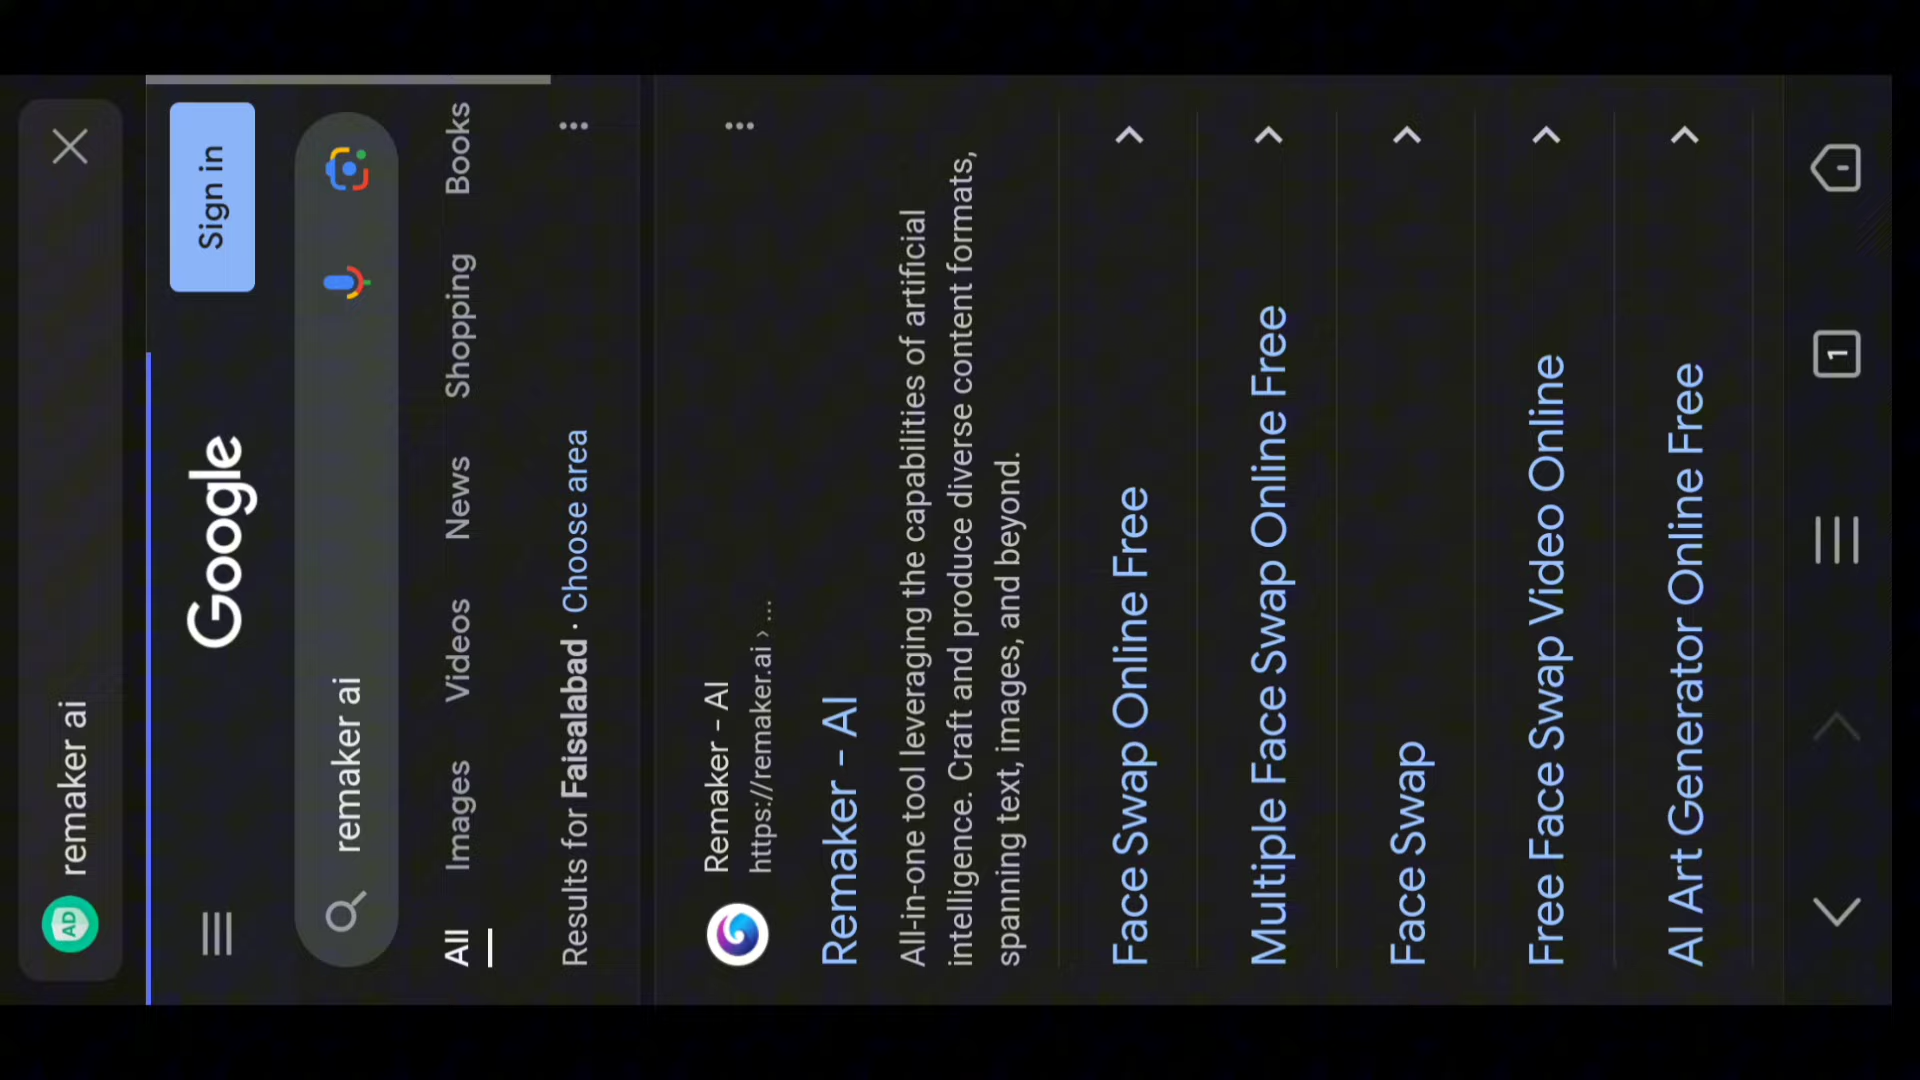 AD remaker ai
Google
Sign in
remaker ai
All Images Videos News Shopping Books
Results for Faisalabad · Choose area
Remaker - AI
https://remaker.ai › ...
Remaker - AI
All-in-one tool leveraging the capabilities of artificial
intelligence. Craft and produce diverse content formats,
spanning text, images, and beyond.
Face Swap Online Free
Multiple Face Swap Online Free
Face Swap
Free Face Swap Video Online
AI Art Generator Online Free
1